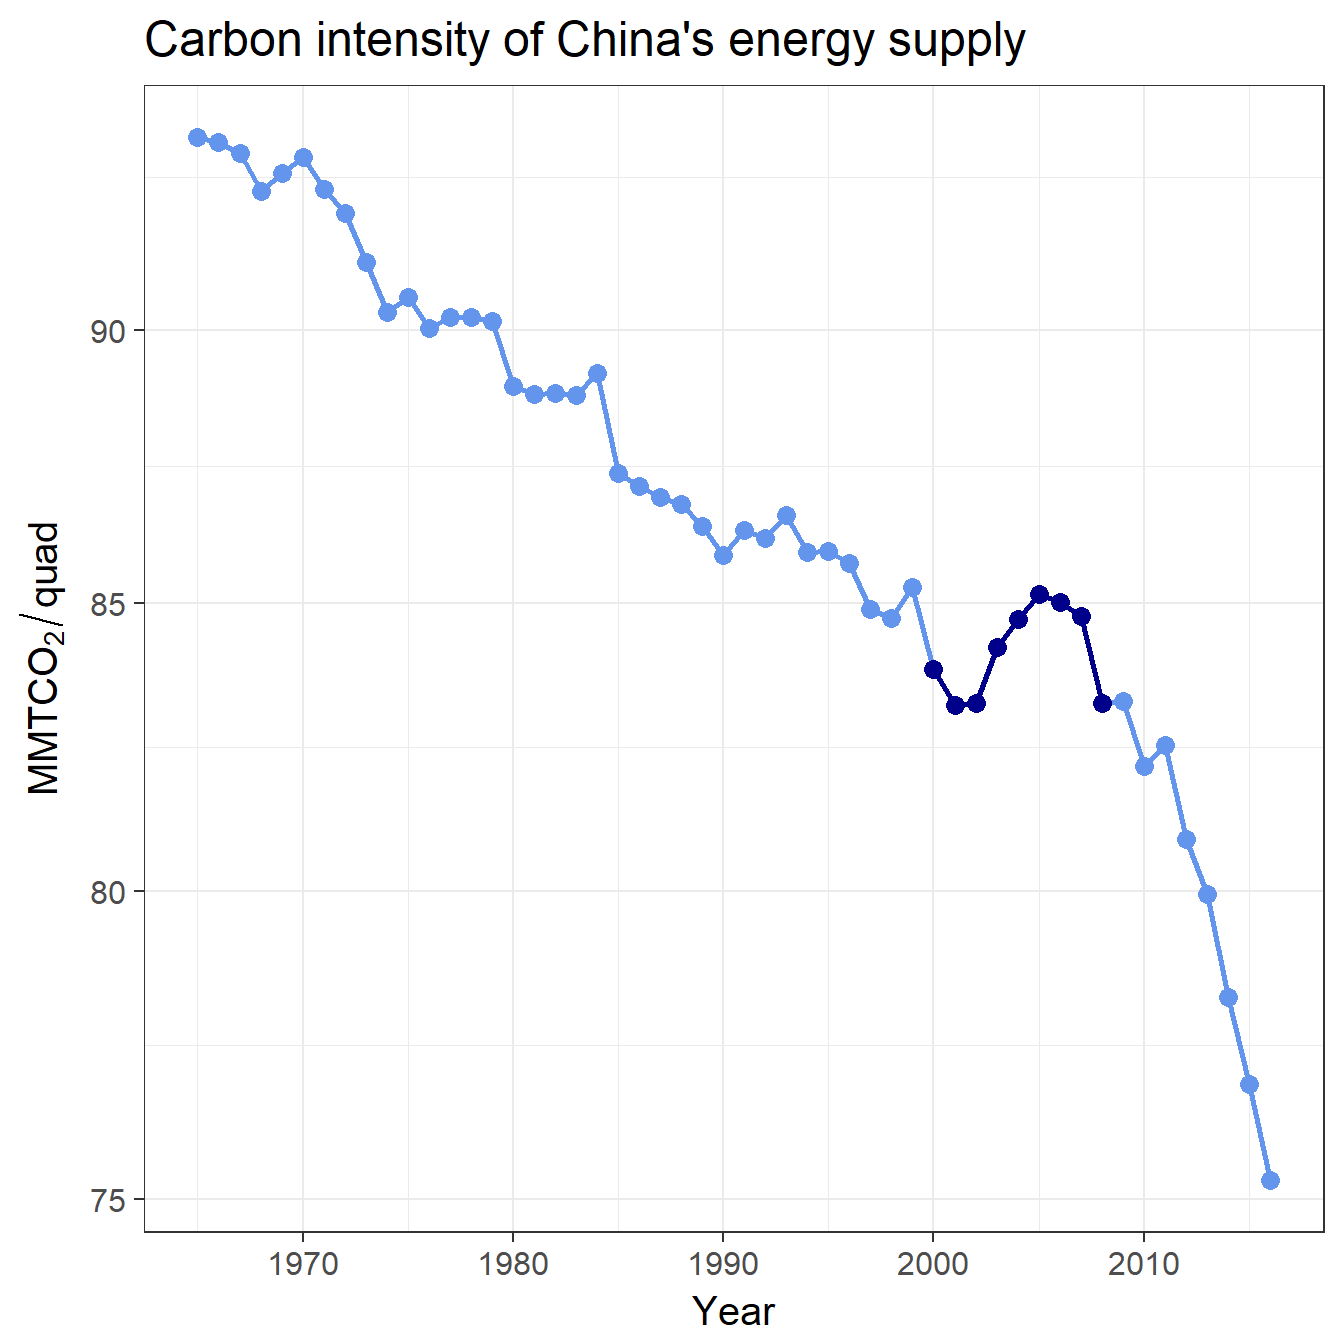 Carbon intensity of China's energy supply
MMTCO₂/ quad
90
85
80
75
1970 1980 1990 2000 2010
Year